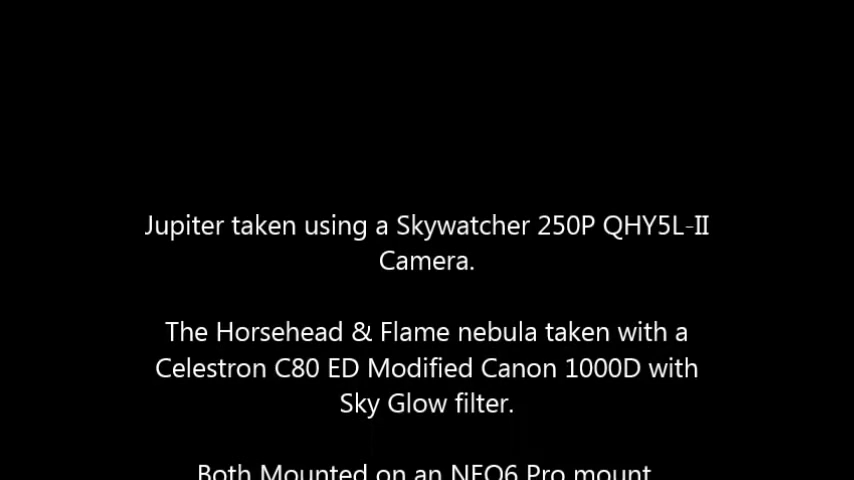 Jupiter taken using a Skywatcher 250P QHY5L-II
Camera.
The Horsehead & Flame nebula taken with a
Celestron C80 ED Modified Canon 1000D with
Sky Glow filter.
Both Mounted on an NEQ6 Pro mount